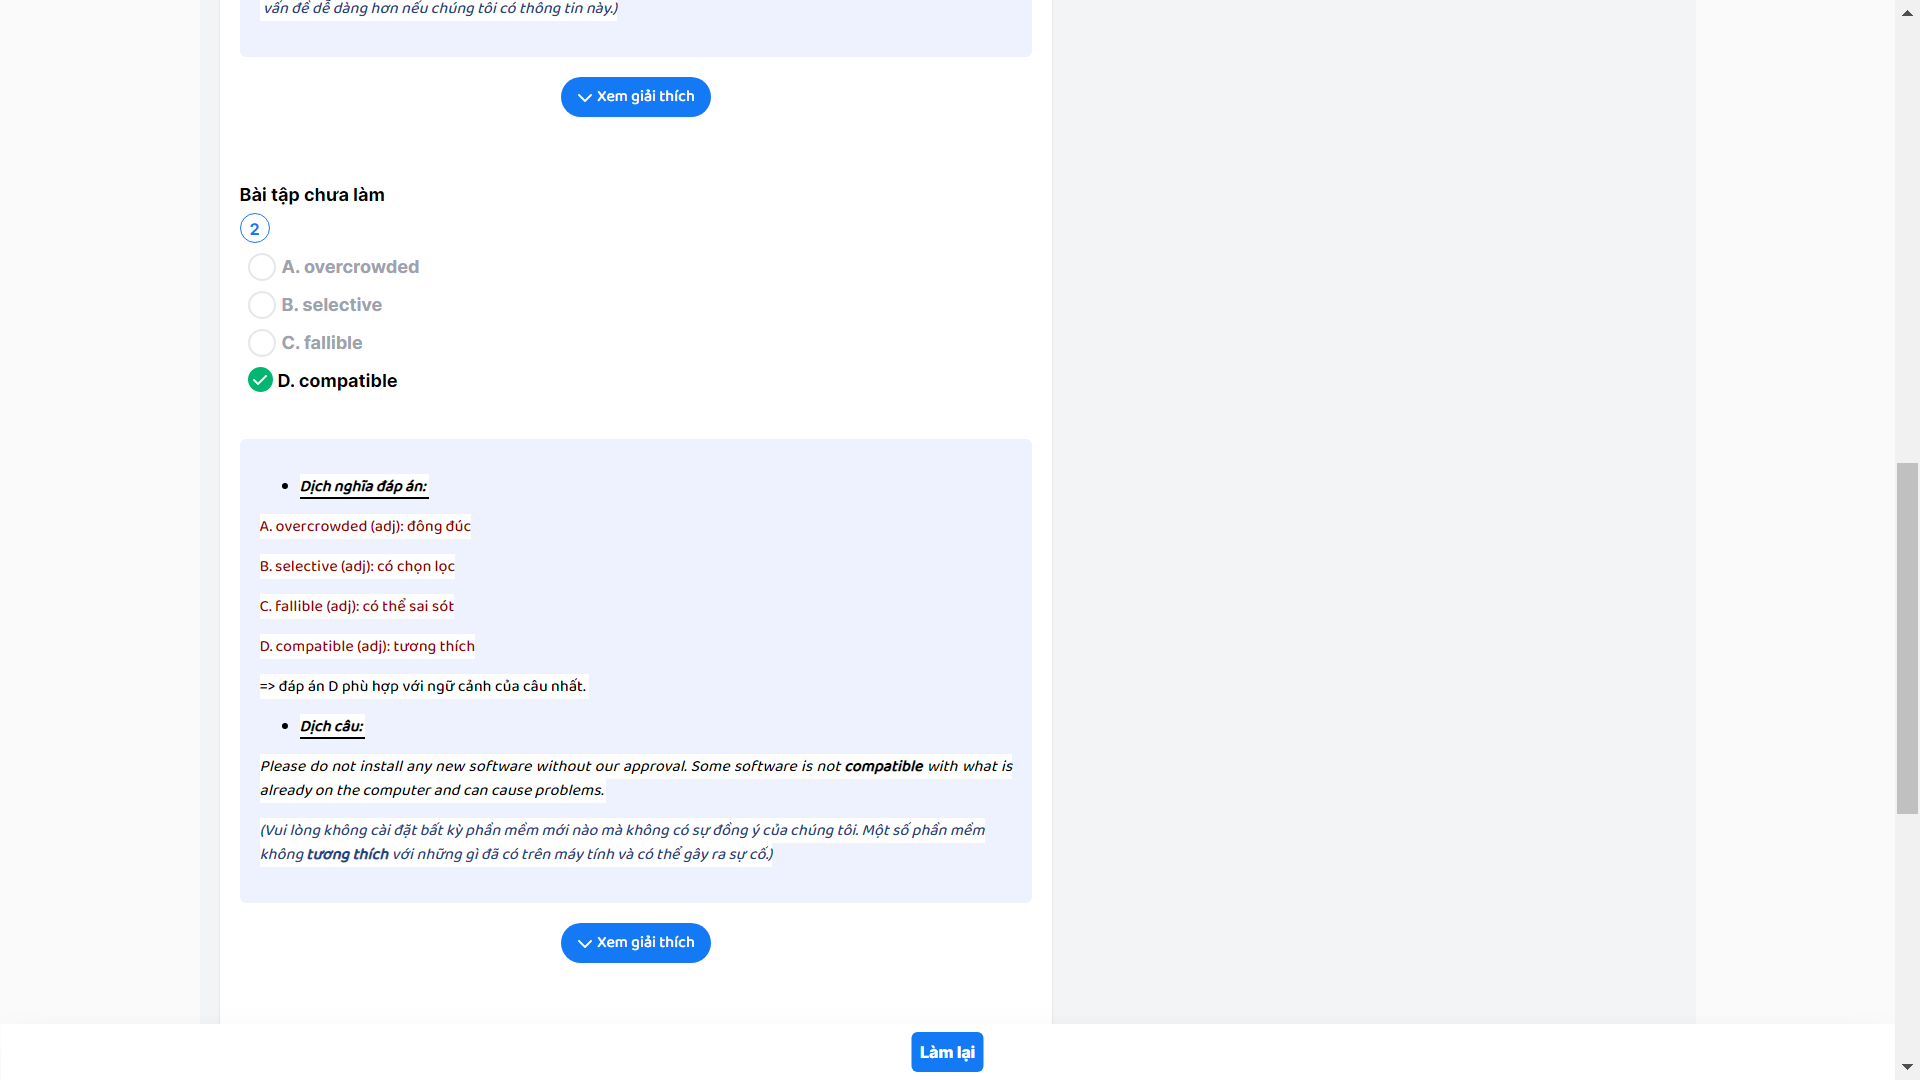 vấn đề dễ dàng hơn nếu chúng tôi có thông tin này.)
Xem giải thích
Bài tập chưa làm
2
A. overcrowded
B. selective
C. fallible
D. compatible
Dịch nghĩa đáp án:
A. overcrowded (adj): đông đúc
B. selective (adj): có chọn lọc
C. fallible (adj): có thể sai sót
D. compatible (adj): tương thích
=> đáp án D phù hợp với ngữ cảnh của câu nhất.
Dịch câu:
Please do not install any new software without our approval. Some software is not compatible with what is
already on the computer and can cause problems.
(Vui lòng không cài đặt bất kỳ phần mềm mới nào mà không có sự đồng ý của chúng tôi. Một số phần mềm
không tương thích với những gì đã có trên máy tính và có thể gây ra sự cố.)
Xem giải thích
Làm lại